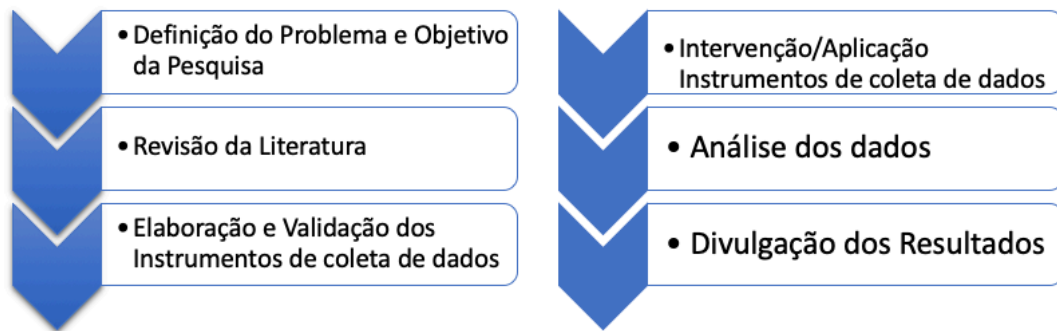 • Definição do Problema e Objetivo
da Pesquisa
• Revisão da Literatura
• Elaboração e Validação dos
Instrumentos de coleta de dados
• Intervenção/Aplicação
Instrumentos de coleta de dados
• Análise dos dados
• Divulgação dos Resultados